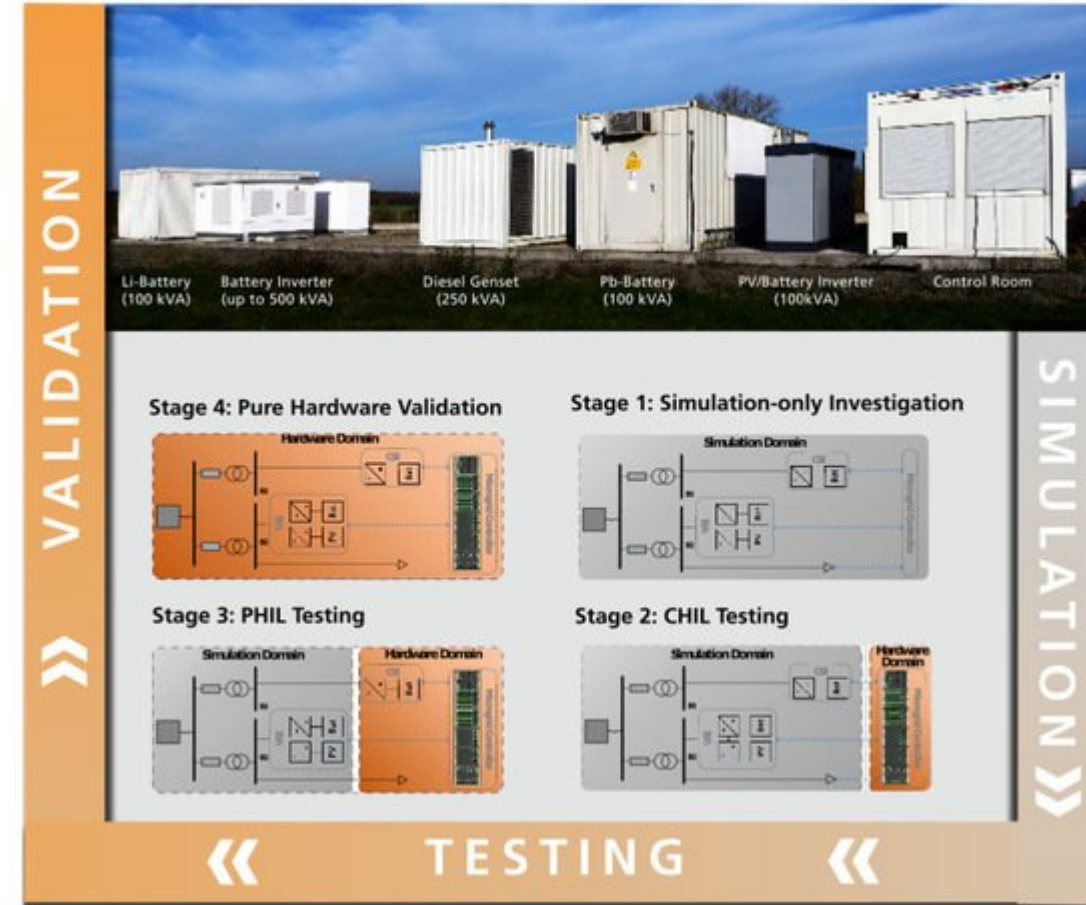 VALIDATION
Li-Battery
(100 kVA)
Battery Inverter
(up to 500 kVA)
Diesel Genset
(250 kVA)
Pb-Battery
(100 kVA)
PV/Battery Inverter
(100kVA)
Control Room
SIMULATION
Stage 4: Pure Hardware Validation
Hardware Domain
Stage 1: Simulation-only Investigation
Simulation Domain
Stage 3: PHIL Testing
Simulation Domain
Hardware Domain
PV
Stage 2: CHIL Testing
Simulation Domain
Hardware
Domain
TESTING